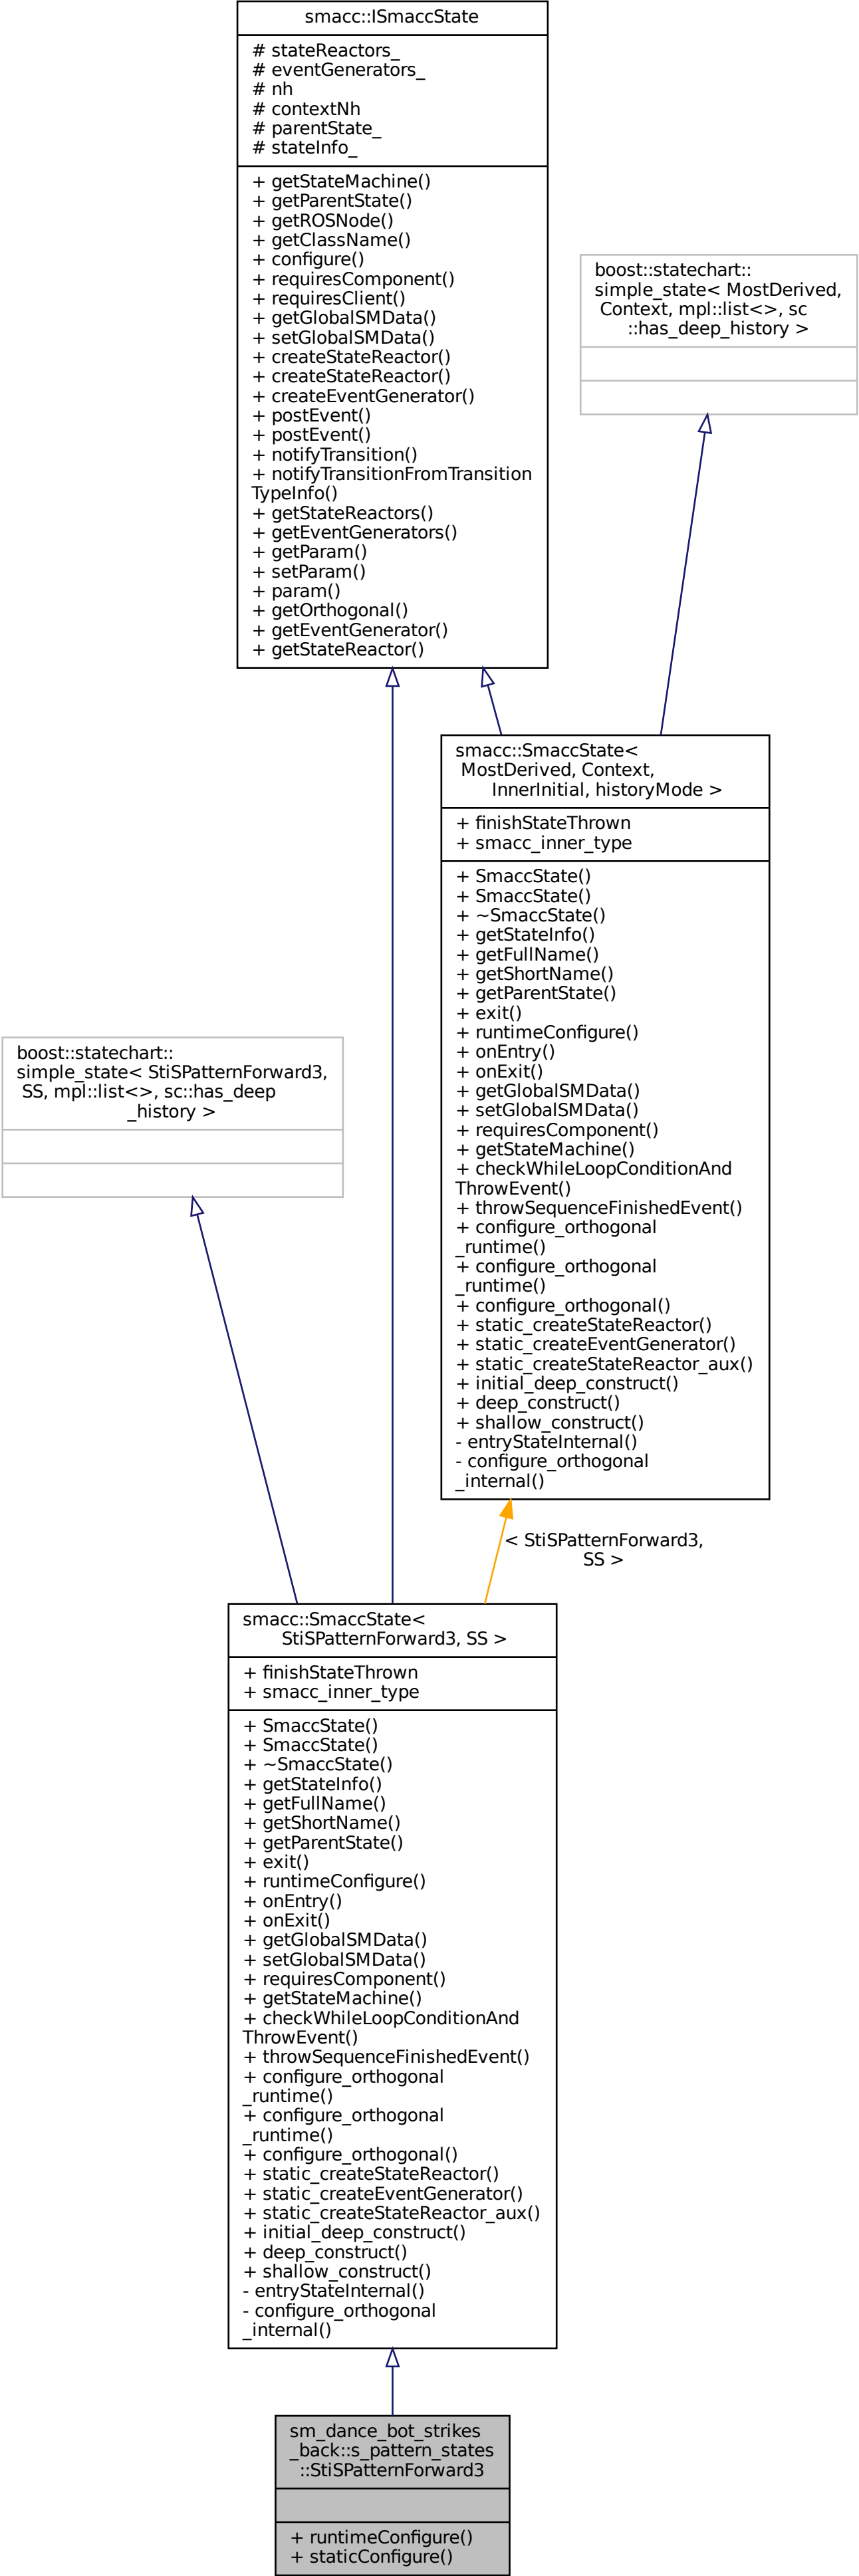 smacc::ISmaccState
# stateReactors_
# eventGenerators_
# nh
# contextNh
# parentState_
# stateInfo_
+ getStateMachine()
+ getParentState()
+ getROSNode()
+ getClassName()
+ configure()
+ requiresComponent()
+ requiresClient()
+ getGlobalSMData()
+ setGlobalSMData()
+ createStateReactor()
+ createStateReactor()
+ createEventGenerator()
+ postEvent()
+ postEvent()
+ notifyTransition()
+ notifyTransitionFromTransition
TypeInfo()
+ getStateReactors()
+ getEventGenerators()
+ getParam()
+ setParam()
+ param()
+ getOrthogonal()
+ getEventGenerator()
+ getStateReactor()
boost::statechart::
simple_state< MostDerived,
Context, mpl::list<>, sc
::has_deep_history >
smacc::SmaccState<
MostDerived, Context,
InnerInitial, historyMode >
+ finishStateThrown
+ smacc_inner_type
+ SmaccState()
+ SmaccState()
+ ~SmaccState()
+ getStateInfo()
+ getFullName()
+ getShortName()
+ getParentState()
+ exit()
+ runtimeConfigure()
+ onEntry()
+ onExit()
+ getGlobalSMData()
+ setGlobalSMData()
+ requiresComponent()
+ getStateMachine()
+ checkWhileLoopConditionAnd
ThrowEvent()
+ throwSequenceFinishedEvent()
+ configure_orthogonal
_runtime()
+ configure_orthogonal
_runtime()
+ configure_orthogonal()
+ static_createStateReactor()
+ static_createEventGenerator()
+ static_createStateReactor_aux()
+ initial_deep_construct()
+ deep_construct()
+ shallow_construct()
- entryStateInternal()
- configure_orthogonal
_internal()
boost::statechart::
simple_state< StiSPatternForward3,
SS, mpl::list<>, sc::has_deep
_history >
< StiSPatternForward3,
SS >
smacc::SmaccState<
StiSPatternForward3, SS >
+ finishStateThrown
+ smacc_inner_type
+ SmaccState()
+ SmaccState()
+ ~SmaccState()
+ getStateInfo()
+ getFullName()
+ getShortName()
+ getParentState()
+ exit()
+ runtimeConfigure()
+ onEntry()
+ onExit()
+ getGlobalSMData()
+ setGlobalSMData()
+ requiresComponent()
+ getStateMachine()
+ checkWhileLoopConditionAnd
ThrowEvent()
+ throwSequenceFinishedEvent()
+ configure_orthogonal
_runtime()
+ configure_orthogonal
_runtime()
+ configure_orthogonal()
+ static_createStateReactor()
+ static_createEventGenerator()
+ static_createStateReactor_aux()
+ initial_deep_construct()
+ deep_construct()
+ shallow_construct()
- entryStateInternal()
- configure_orthogonal
_internal()
sm_dance_bot_strikes
_back::s_pattern_states
::StiSPatternForward3
+ runtimeConfigure()
+ staticConfigure()